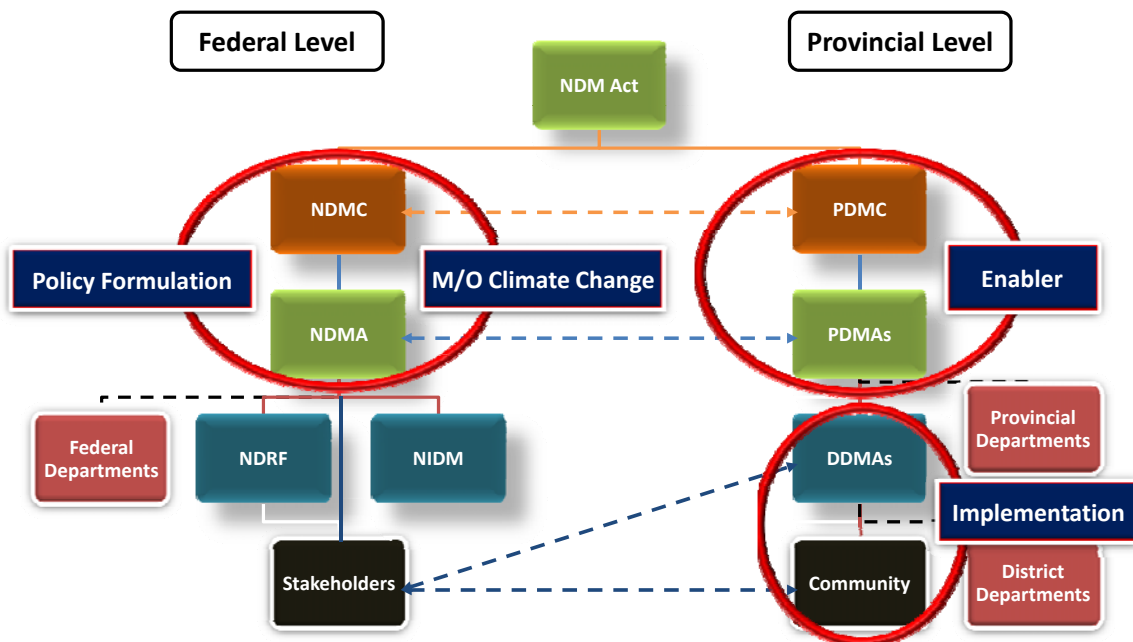 Federal Level
Provincial Level
NDM Act
NDMC
PDMC
Policy Formulation
M/O Climate Change
Enabler
NDMA
PDMAs
Federal
Departments
NDRF
NIDM
DDMAs
Provincial
Departments
Implementation
Stakeholders
Community
District
Departments